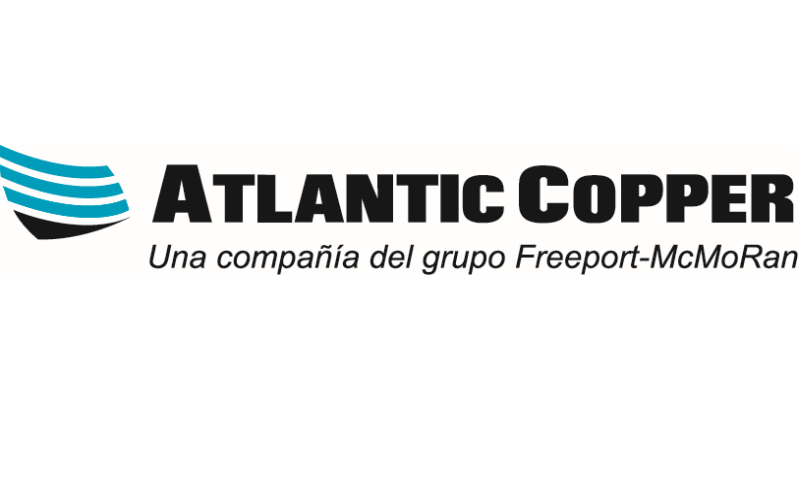 ATLANTIC COPPER
Una compañía del grupo Freeport-McMoRan